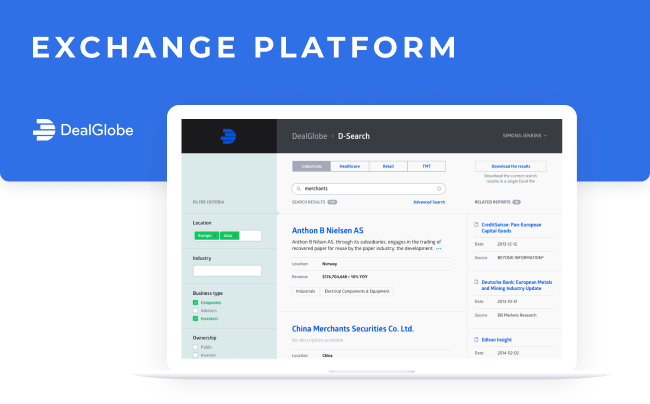 EXCHANGE PLATFORM
DealGlobe
DealGlobe
D-Search
SIMONA JENKINS
Industrials
Healthcare
Retail
TMT
Download the results
Download the current search
results in a single Excel file
merchants
FILTER CRITERIA
SEARCH RESULTS
Advanced Search
RELATED REPORTS
Location
Europe
Asia
Industry
Business type
Companies
Advisors
Investors
Ownership
Public
Investor
Anthon B Nielsen AS
Anthon B Nilsen AS, through its subsidiaries, engages in the trading of
recovered paper for reuse by the paper industry; the development
Location
Norway
Revenue
$176,704,660 + 10% YOY
Industrials
Electrical Components & Equipment
China Merchants Securities Co. Ltd.
No description available
Location
China
CreditSuisse: Pan-European
Capital Goods
Date
2013-12-12
Source
BEYOND INFORMATION®
Deutsche Bank: European Metals
and Mining Industry Update
Date
2013-10-31
Source
DB Markets Research
Edison Insight
Date
2014-02-02